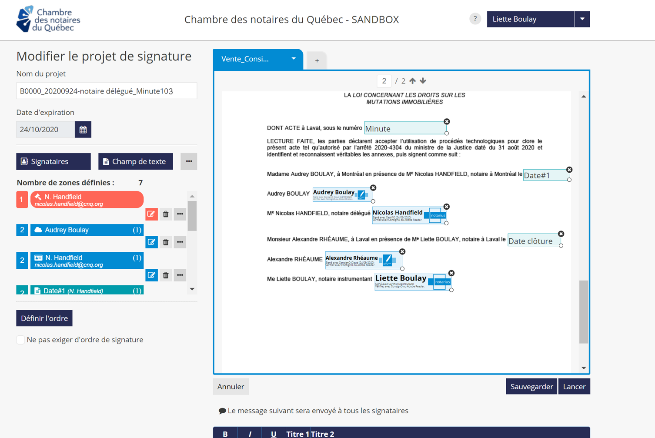 Chambre
des notaires
du Québec
Chambre des notaires du Québec - SANDBOX
?
Liette Boulay
Modifier le projet de signature
Nom du projet
B0000_20200924-notaire délégué_Minute103
Date d'expiration
24/10/2020
Signataires
Champ de texte
Nombre de zones définies : 7
1 N. Handfield
nicolas.handfield@cnq.org
2 Audrey Boulay (1)
2 N. Handfield (1)
nicolas.handfield@cnq.org
2 Date#1 (N. Handfield) (1)
Définir l'ordre
Ne pas exiger d'ordre de signature
Vente_Consi...
+
2 / 2
LA LOI CONCERNANT LES DROITS SUR LES
MUTATIONS IMMOBILIÈRES
DONT ACTE à Laval, sous le numéro Minute
LECTURE FAITE, les parties déclarent accepter l'utilisation de procédés technologiques pour clore le
présent acte tel qu'autorisé par l'arrêté 2020-4304 du ministre de la Justice daté du 31 août 2020 et
identifient et reconnaissent véritables les annexes, puis signent comme suit :
Madame Audrey BOULAY, à Montréal en présence de Me Nicolas HANDFIELD, notaire à Montréal le Date#1
Audrey BOULAY Audrey Boulay
Me Nicolas HANDFIELD, notaire délégué Nicolas Handfield
Monsieur Alexandre RHÉAUME, à Laval en présence de Me Liette BOULAY, notaire à Laval le Date clôture
Alexandre RHÉAUME Alexandre Rhéaume
Me Liette BOULAY, notaire instrumentant Liette Boulay
Annuler
Sauvegarder
Lancer
Le message suivant sera envoyé à tous les signataires
B I U Titre 1 Titre 2